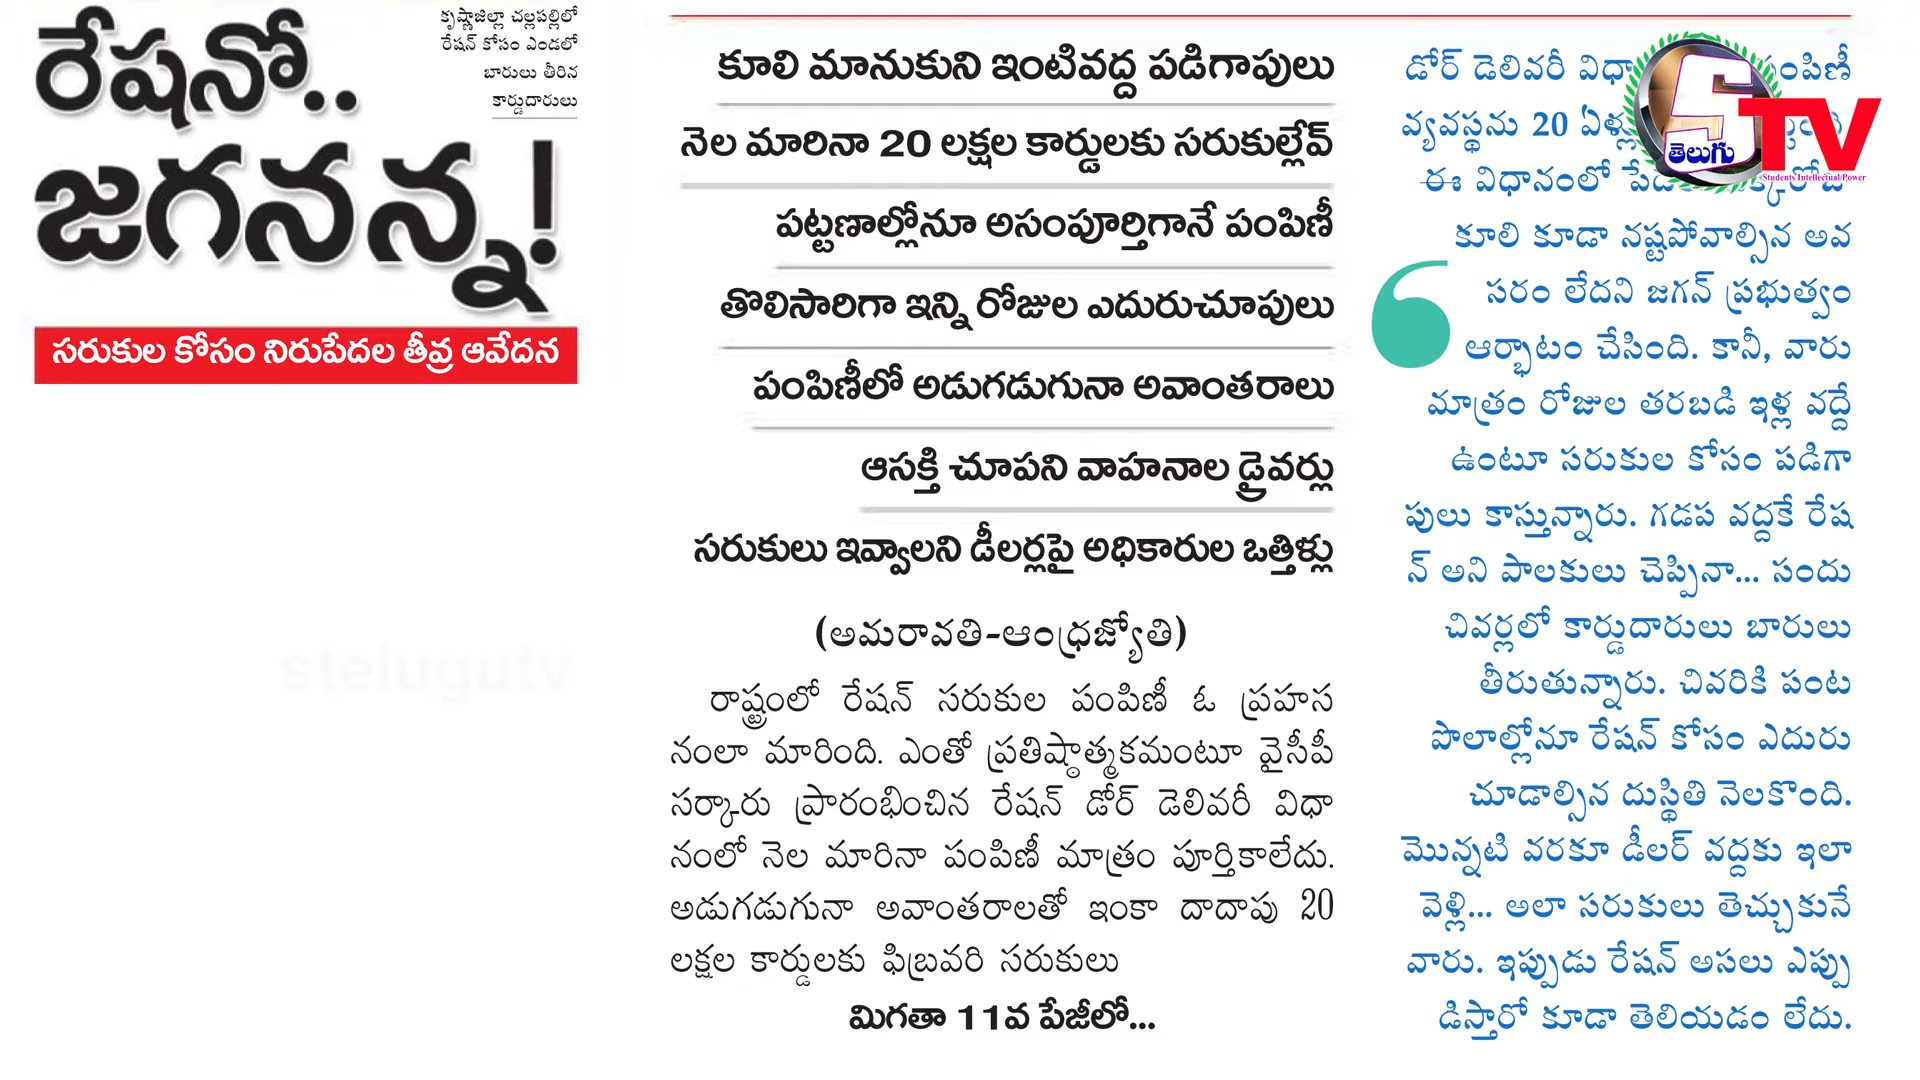 రేషనో..
జగనన్న!
కృష్ణాజిల్లా చల్లపల్లిలో
రేషన్ కోసం ఎండలో
బారులు తీరిన
కార్డుదారులు
సరుకుల కోసం నిరుపేదల తీవ్ర ఆవేదన
కూలి మానుకుని ఇంటివద్ద పడిగాపులు
నెల మారినా 20 లక్షల కార్డులకు సరుకుల్లేవ్
పట్టణాల్లోనూ అసంపూర్తిగానే పంపిణీ
తొలిసారిగా ఇన్ని రోజుల ఎదురుచూపులు
పంపిణీలో అడుగడుగునా అవాంతరాలు
ఆసక్తి చూపని వాహనాల డ్రైవర్లు
సరుకులు ఇవ్వాలని డీలర్లపై అధికారుల ఒత్తిళ్లు
(అమరావతి-ఆంధ్రజ్యోతి)
రాష్ట్రంలో రేషన్ సరుకుల పంపిణీ ఓ ప్రహస
నంలా మారింది. ఎంతో ప్రతిష్ఠాత్మకమంటూ వైసీపీ
సర్కారు ప్రారంభించిన రేషన్ డోర్ డెలివరీ విధా
నంలో నెల మారినా పంపిణీ మాత్రం పూర్తికాలేదు.
అడుగడుగునా అవాంతరాలతో ఇంకా దాదాపు 20
లక్షల కార్డులకు ఫిబ్రవరి సరుకులు
మిగతా 11వ పేజీలో...
డోర్ డెలివరీ పంపిణీ
వ్యవస్థను 20
ఈ విధానంలో
కూలి కూడా నష్టపోవాల్సిన అవ
సరం లేదని జగన్ ప్రభుత్వం
ఆర్భాటం చేసింది. కానీ, వారు
మాత్రం రోజుల తరబడి ఇళ్ల వద్దే
ఉంటూ సరుకుల కోసం పడిగా
పులు కాస్తున్నారు. గడప వద్దకే రేష
న్ అని పాలకులు చెప్పినా... సందు
చివర్లలో కార్డుదారులు బారులు
తీరుతున్నారు. చివరికి పంట
పొలాల్లోనూ రేషన్ కోసం ఎదురు
చూడాల్సిన దుస్థితి నెలకొంది.
మొన్నటి వరకూ డీలర్ వద్దకు ఇలా
వెళ్లి... అలా సరుకులు తెచ్చుకునే
వారు. ఇప్పుడు రేషన్ అసలు ఎప్పు
డిస్తారో కూడా తెలియడం లేదు.
S తెలుగు TV
Students Intellectual Power
stelugutv